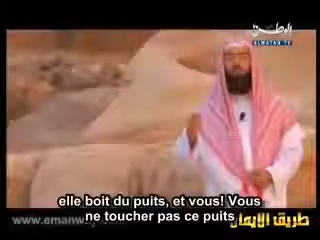 الوطن
ALWATAN TV
elle boit du puits, et vous! Vous
ne toucher pas ce puits
www.emanway
طريق الإيمان